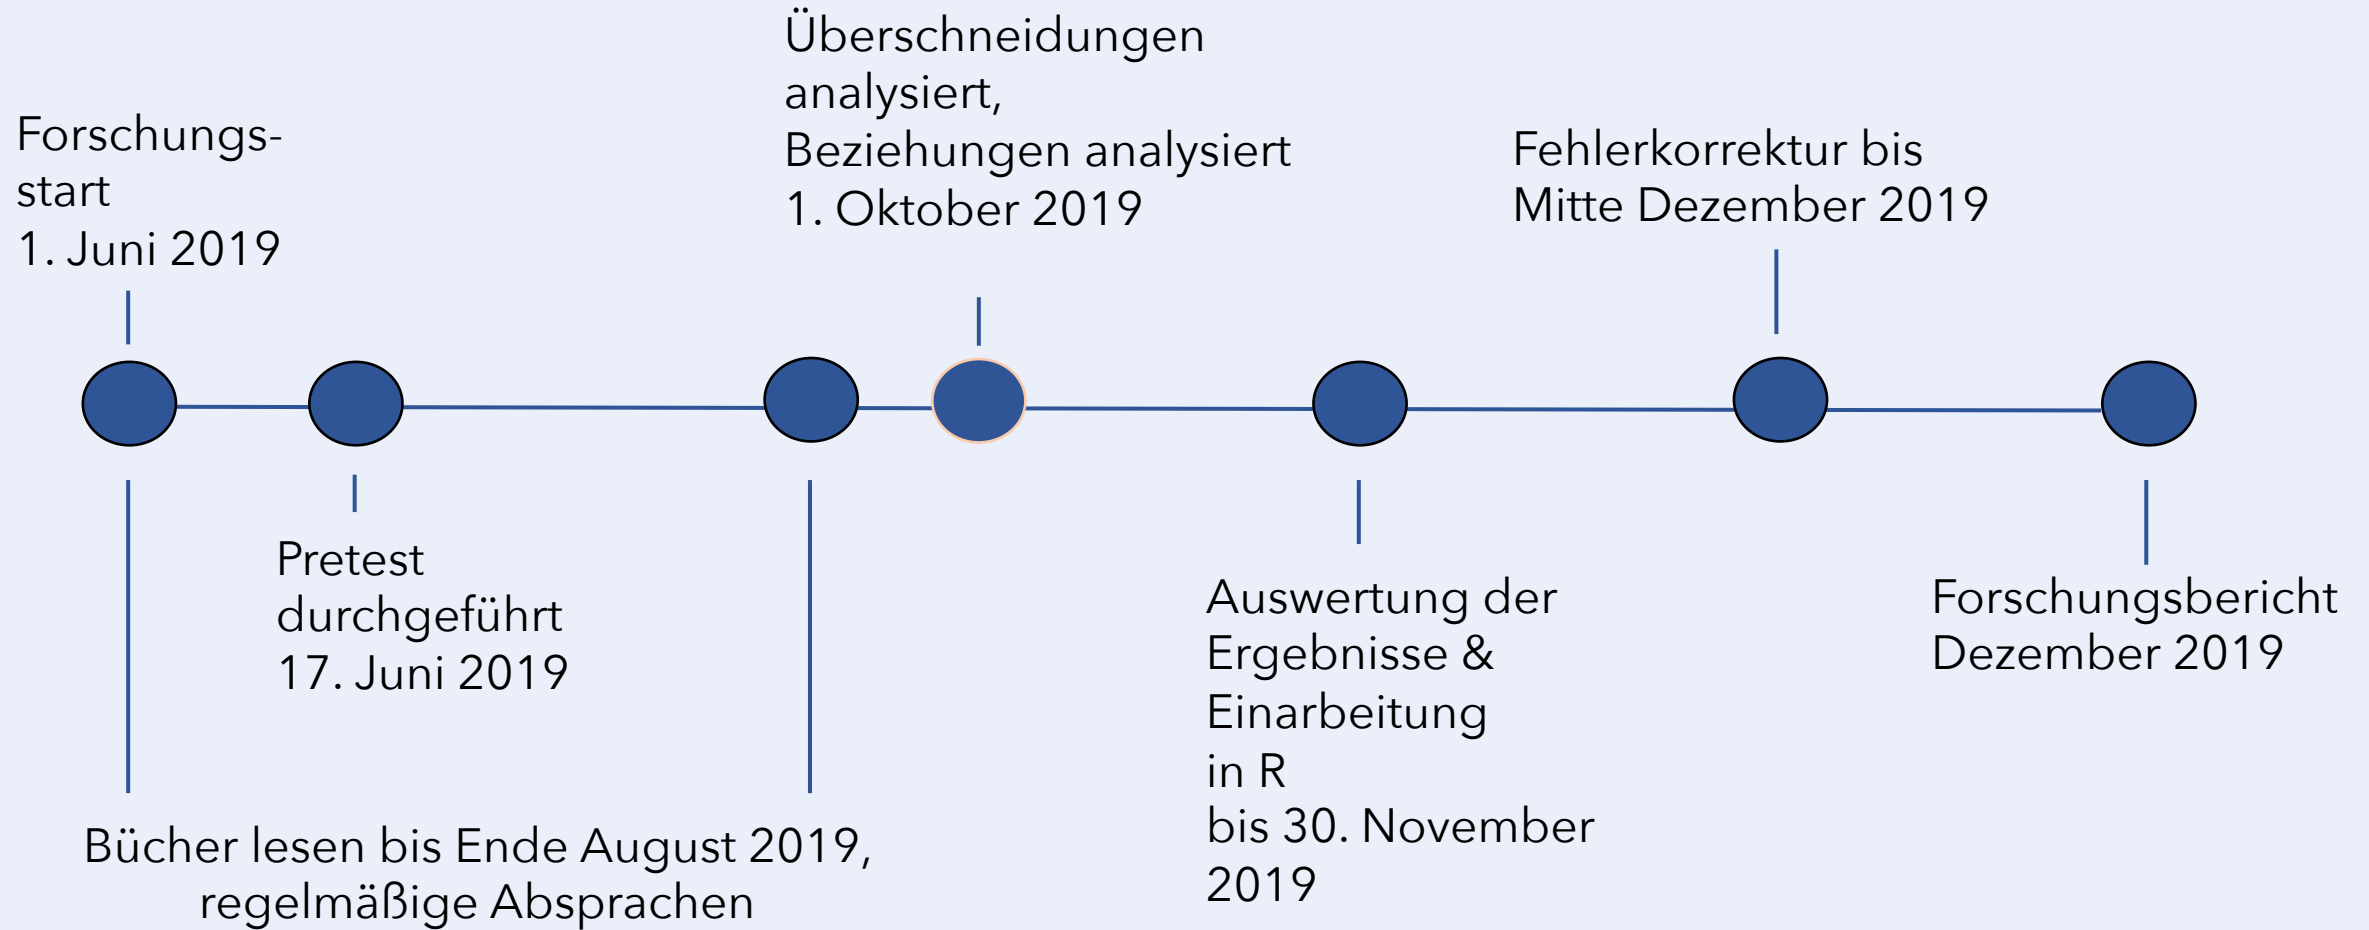 Forschungs-
start
1. Juni 2019
Überschneidungen
analysiert,
Beziehungen analysiert
1. Oktober 2019
Fehlerkorrektur bis
Mitte Dezember 2019
Pretest
durchgeführt
17. Juni 2019
Bücher lesen bis Ende August 2019,
regelmäßige Absprachen
Auswertung der
Ergebnisse &
Einarbeitung
in R
bis 30. November
2019
Forschungsbericht
Dezember 2019